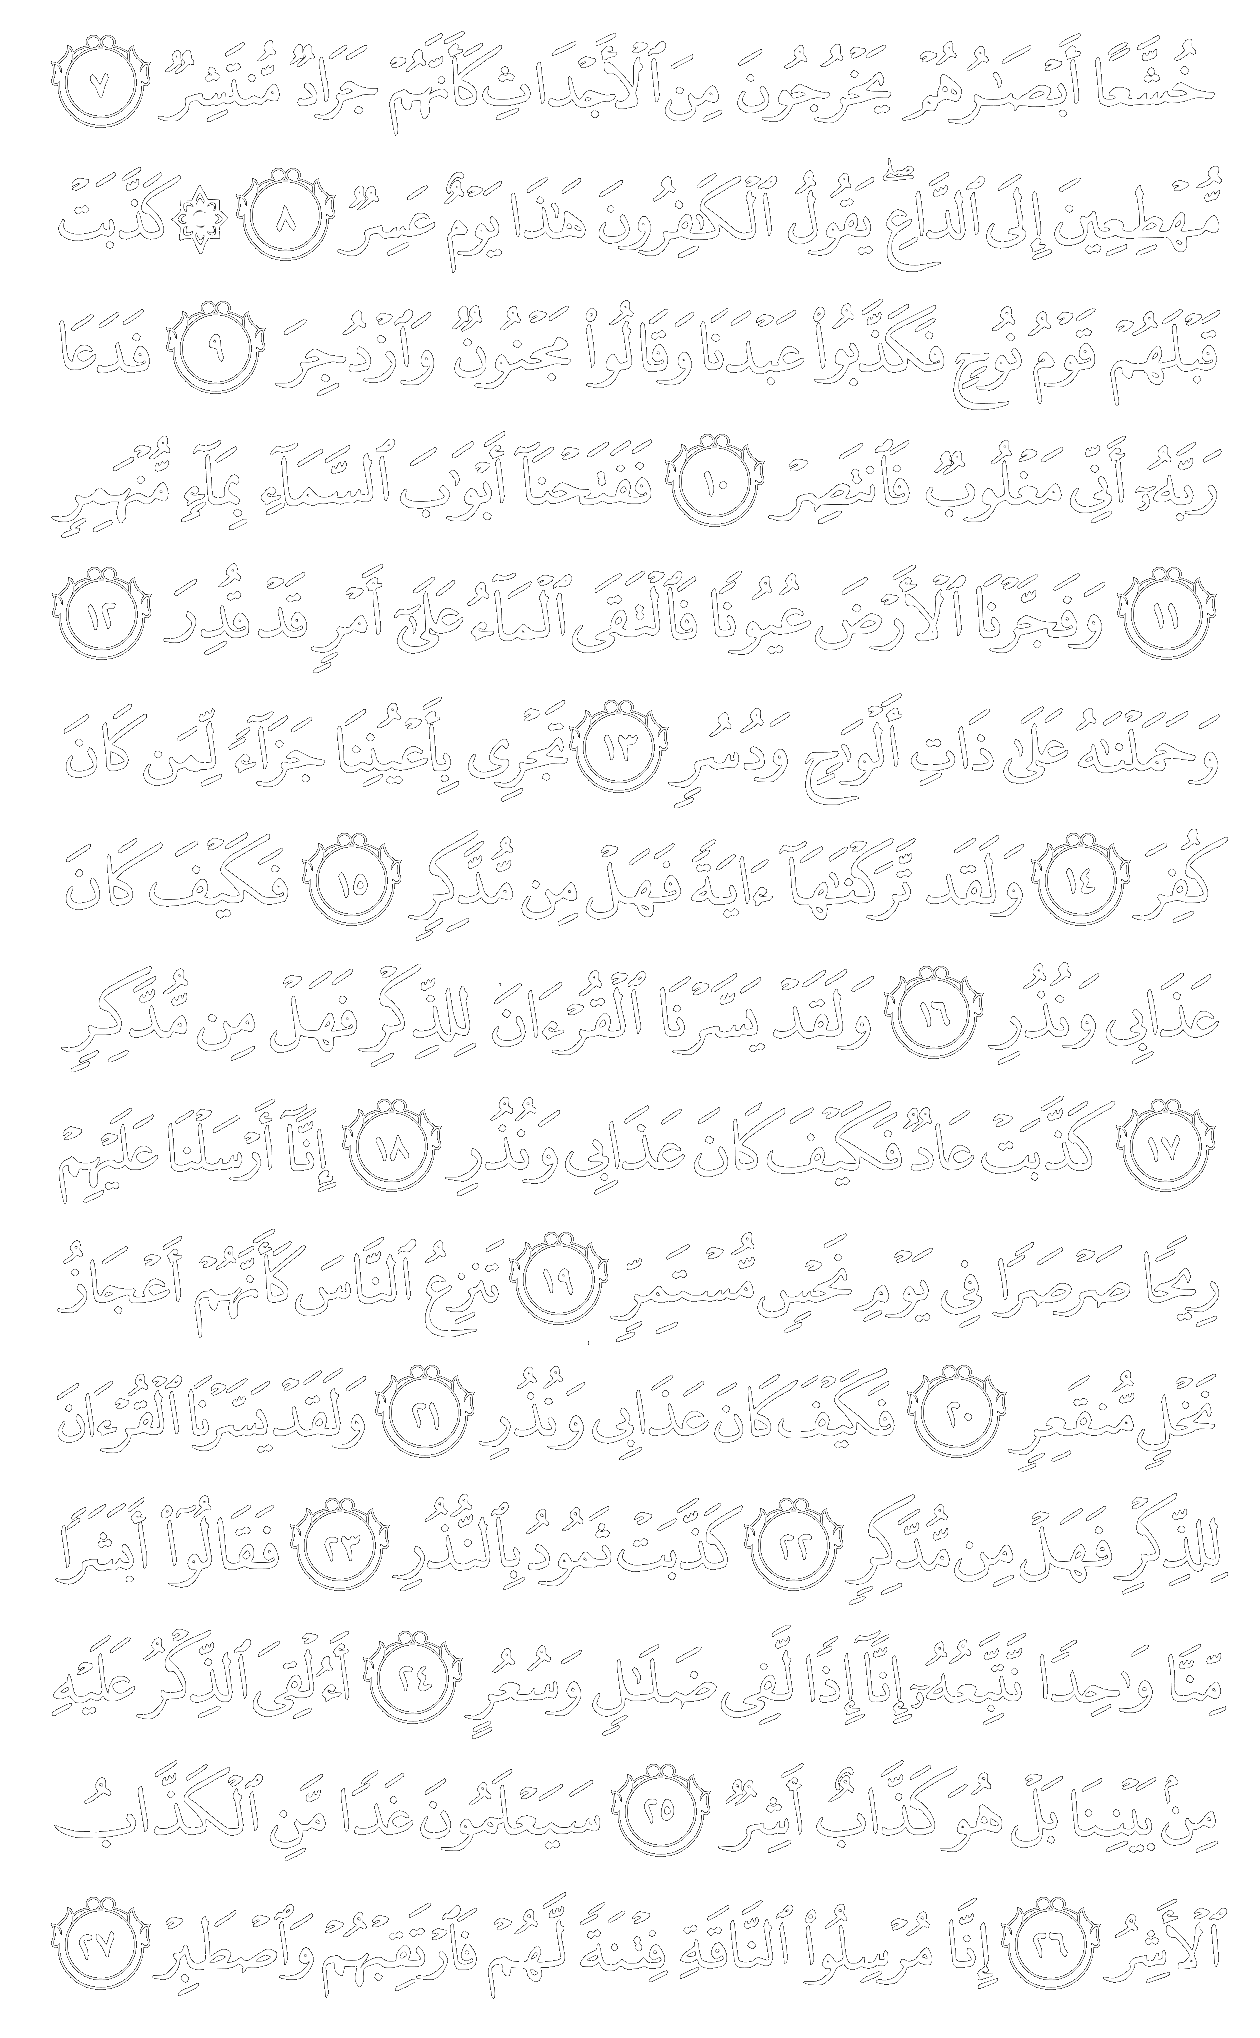 خُشَّعًا أَبْصَـٰرُهُمْ يَخْرُجُونَ مِنَ ٱلْأَجْدَاثِ كَأَنَّهُمْ جَرَادٌ مُّنتَشِرٌ ٧
مُّهْطِعِينَ إِلَى ٱلدَّاعِ ۖ يَقُولُ ٱلْكَـٰفِرُونَ هَـٰذَا يَوْمٌ عَسِرٌ ٨ ۞ كَذَّبَتْ
قَبْلَهُمْ قَوْمُ نُوحٍ فَكَذَّبُوا۟ عَبْدَنَا وَقَالُوا۟ مَجْنُونٌ وَٱزْدُجِرَ ٩ فَدَعَا
رَبَّهُۥٓ أَنِّى مَغْلُوبٌ فَٱنتَصِرْ ١٠ فَفَتَحْنَآ أَبْوَٰبَ ٱلسَّمَآءِ بِمَآءٍ مُّنْهَمِرٍ
١١ وَفَجَّرْنَا ٱلْأَرْضَ عُيُونًا فَٱلْتَقَى ٱلْمَآءُ عَلَىٰٓ أَمْرٍ قَدْ قُدِرَ ١٢
وَحَمَلْنَـٰهُ عَلَىٰ ذَاتِ أَلْوَٰحٍ وَدُسُرٍ ١٣ تَجْرِى بِأَعْيُنِنَا جَزَآءً لِّمَن كَانَ
كُفِرَ ١٤ وَلَقَد تَّرَكْنَـٰهَآ ءَايَةً فَهَلْ مِن مُّدَّكِرٍ ١٥ فَكَيْفَ كَانَ
عَذَابِى وَنُذُرِ ١٦ وَلَقَدْ يَسَّرْنَا ٱلْقُرْءَانَ لِلذِّكْرِ فَهَلْ مِن مُّدَّكِرٍ
١٧ كَذَّبَتْ عَادٌ فَكَيْفَ كَانَ عَذَابِى وَنُذُرِ ١٨ إِنَّآ أَرْسَلْنَا عَلَيْهِمْ
رِيحًا صَرْصَرًا فِى يَوْمِ نَحْسٍ مُّسْتَمِرٍّ ١٩ تَنزِعُ ٱلنَّاسَ كَأَنَّهُمْ أَعْجَازُ
نَخْلٍ مُّنقَعِرٍ ٢٠ فَكَيْفَ كَانَ عَذَابِى وَنُذُرِ ٢١ وَلَقَدْ يَسَّرْنَا ٱلْقُرْءَانَ
لِلذِّكْرِ فَهَلْ مِن مُّدَّكِرٍ ٢٢ كَذَّبَتْ ثَمُودُ بِٱلنُّذُرِ ٢٣ فَقَالُوٓا۟ أَبَشَرًا
مِّنَّا وَٰحِدًا نَّتَّبِعُهُۥٓ إِنَّآ إِذًا لَّفِى ضَلَـٰلٍ وَسُعُرٍ ٢٤ أَءُلْقِىَ ٱلذِّكْرُ عَلَيْهِ
مِنۢ بَيْنِنَا بَلْ هُوَ كَذَّابٌ أَشِرٌ ٢٥ سَيَعْلَمُونَ غَدًا مَّنِ ٱلْكَذَّابُ
ٱلْأَشِرُ ٢٦ إِنَّا مُرْسِلُوا۟ ٱلنَّاقَةِ فِتْنَةً لَّهُمْ فَٱرْتَقِبْهُمْ وَٱصْطَبِرْ ٢٧